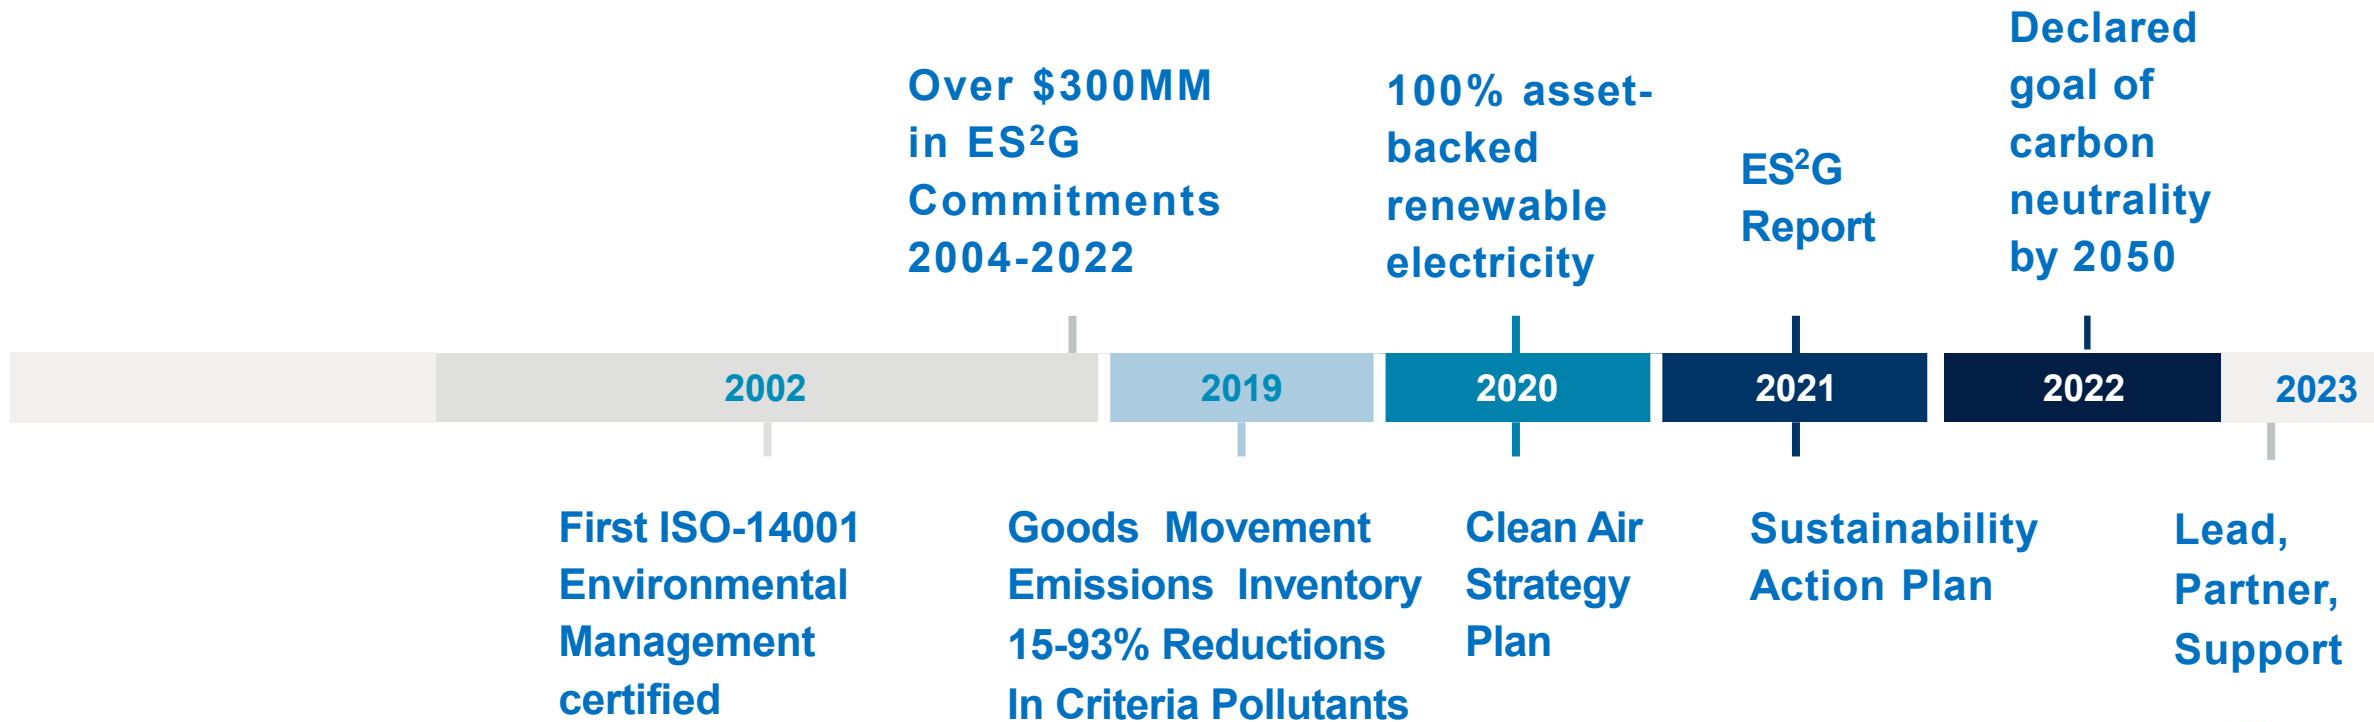 Over $300MM
in ES²G
Commitments
2004-2022
100% asset-
backed
renewable
electricity
ES²G
Report
Declared
goal of
carbon
neutrality
by 2050
2002
2019
2020
2021
2022
2023
First ISO-14001
Environmental
Management
certified
Goods Movement
Emissions Inventory
15-93% Reductions
In Criteria Pollutants
Clean Air
Strategy
Plan
Sustainability
Action Plan
Lead,
Partner,
Support